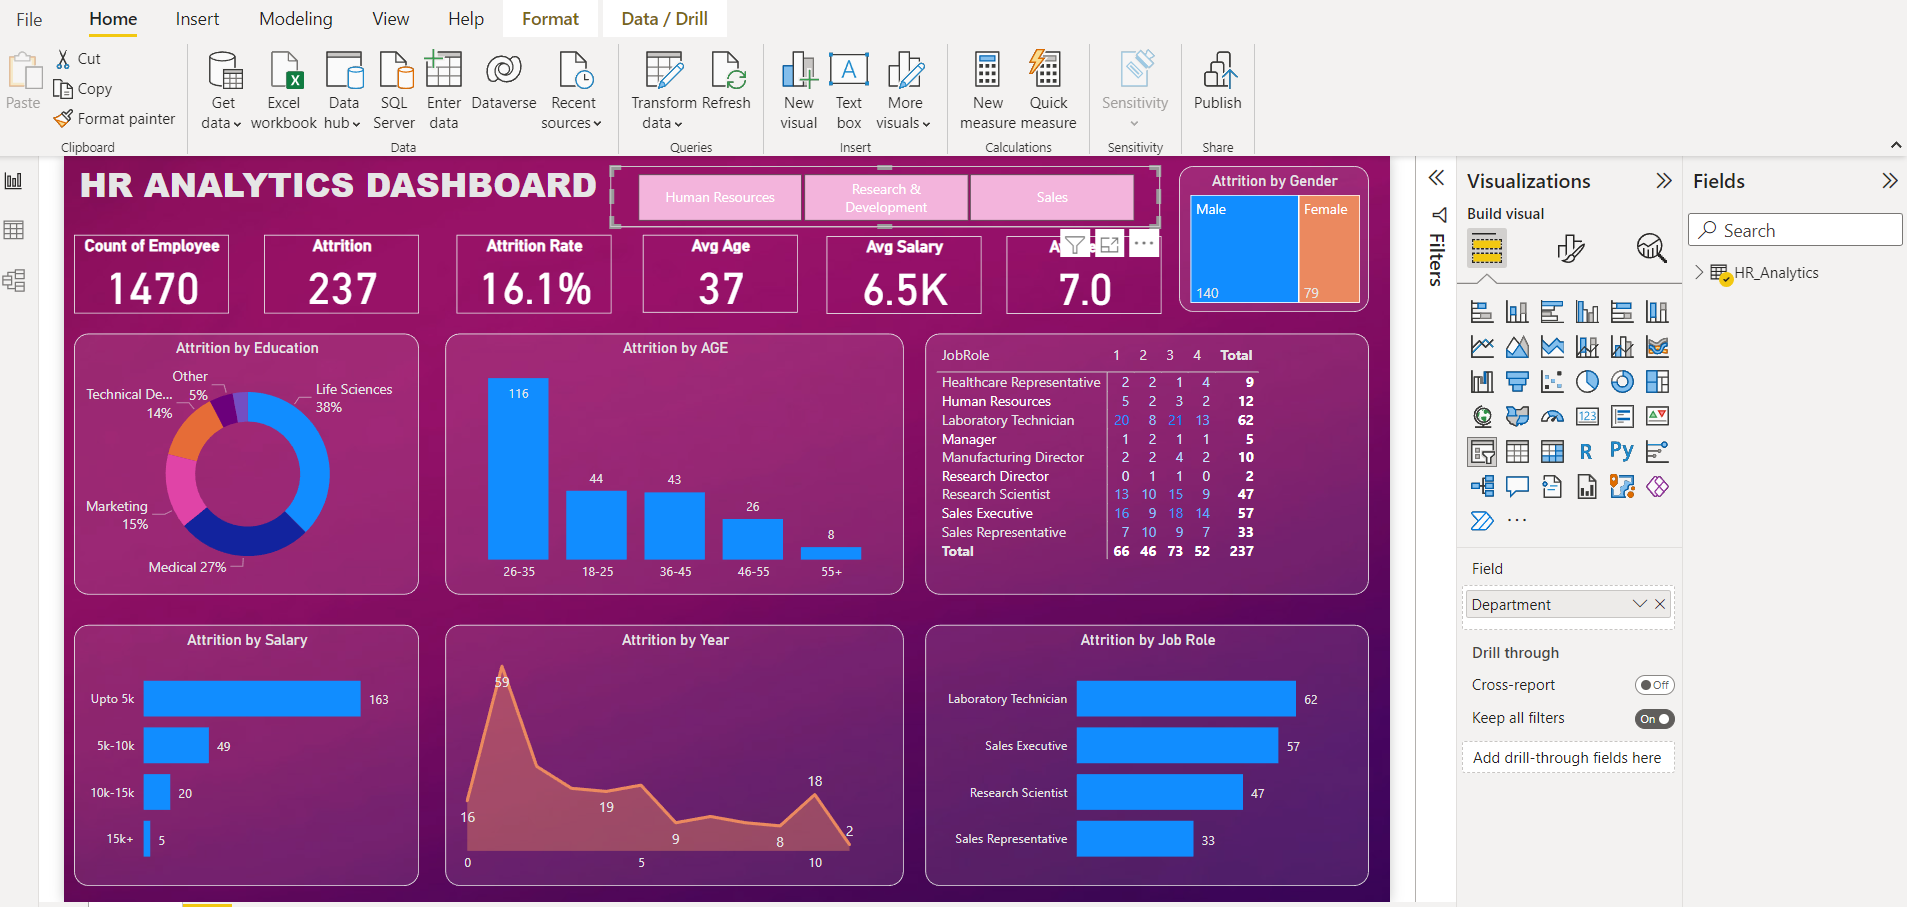 File Home Insert Modeling View Help Format Data / Drill
Paste
Cut
Copy
Format painter
Clipboard
Get data
Excel workbook
Data hub
SQL Server
Enter data
Dataverse
Recent sources
Data
Transform data
Refresh
Queries
New visual
Text box
More visuals
Insert
New measure
Quick measure
Calculations
Sensitivity
Sensitivity
Publish
Share
HR ANALYTICS DASHBOARD
Human Resources
Research &
Development
Sales
Count of Employee
1470
Attrition
237
Attrition Rate
16.1%
Avg Age
37
Avg Salary
6.5K
7.0
Attrition by Gender
Male
140
Female
79
Attrition by Education
Other
5%
Technical De...
14%
Life Sciences
38%
Marketing
15%
Medical 27%
Attrition by AGE
116
44
43
26
8
26-35 18-25 36-45 46-55 55+
JobRole 1 2 3 4 Total
Healthcare Representative 2 2 1 4 9
Human Resources 5 2 3 2 12
Laboratory Technician 20 8 21 13 62
Manager 1 2 1 1 5
Manufacturing Director 2 2 4 2 10
Research Director 0 1 1 0 2
Research Scientist 13 10 15 9 47
Sales Executive 16 9 18 14 57
Sales Representative 7 10 9 7 33
Total 66 46 73 52 237
Attrition by Salary
Upto 5k 163
5k-10k 49
10k-15k 20
15k+ 5
Attrition by Year
59
16
19
9
8
18
2
0 5 10
Attrition by Job Role
Laboratory Technician 62
Sales Executive 57
Research Scientist 47
Sales Representative 33
Filters
Visualizations
Build visual
123
R
Py
Field
Department
Drill through
Cross-report Off
Keep all filters On
Add drill-through fields here
Fields
Search
HR_Analytics